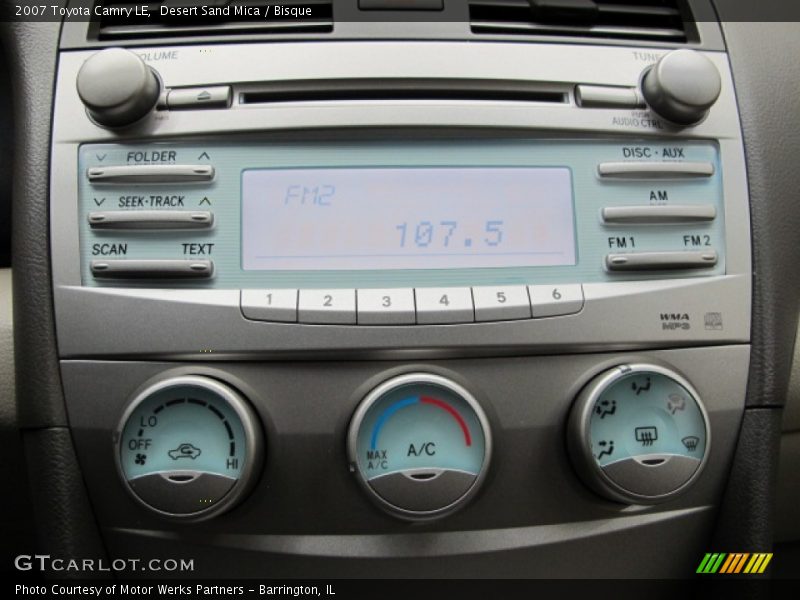 2007 Toyota Camry LE, Desert Sand Mica / Bisque
VOLUME
TUNE
PUSH
AUDIO CTRL
FOLDER
DISC·AUX
SEEK·TRACK
AM
SCAN TEXT
FM1 FM2
FM2
107.5
1 2 3 4 5 6
WMA
MP3
LO
OFF
HI
MAX
A/C
A/C
GTCARLOT.COM
Photo Courtesy of Motor Werks Partners - Barrington, IL